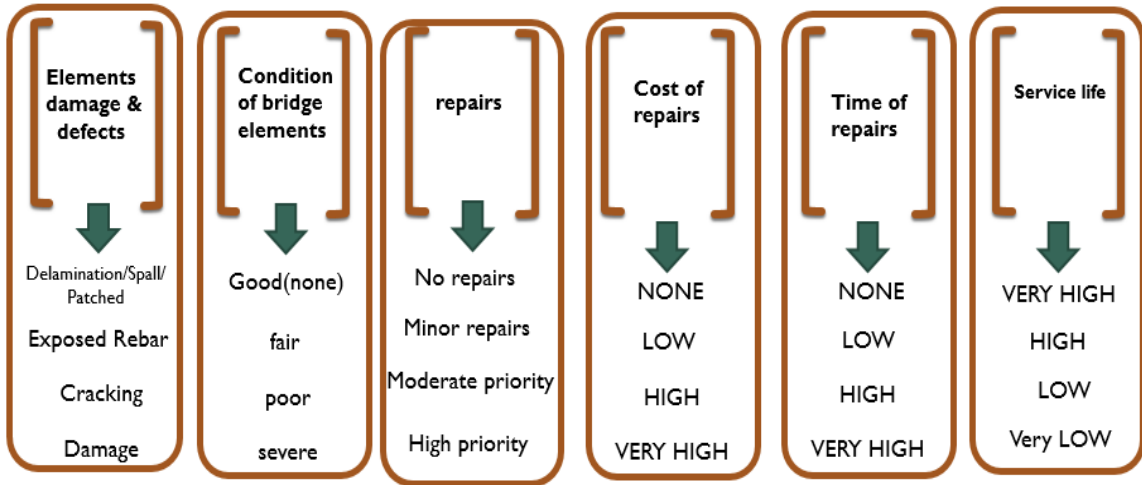 Elements
damage &
defects
Delamination/Spall/
Patched
Exposed Rebar
Cracking
Damage
Condition
of bridge
elements
Good(none)
fair
poor
severe
repairs
No repairs
Minor repairs
Moderate priority
High priority
Cost of
repairs
NONE
LOW
HIGH
VERY HIGH
Time of
repairs
NONE
LOW
HIGH
VERY HIGH
Service life
VERY HIGH
HIGH
LOW
Very LOW